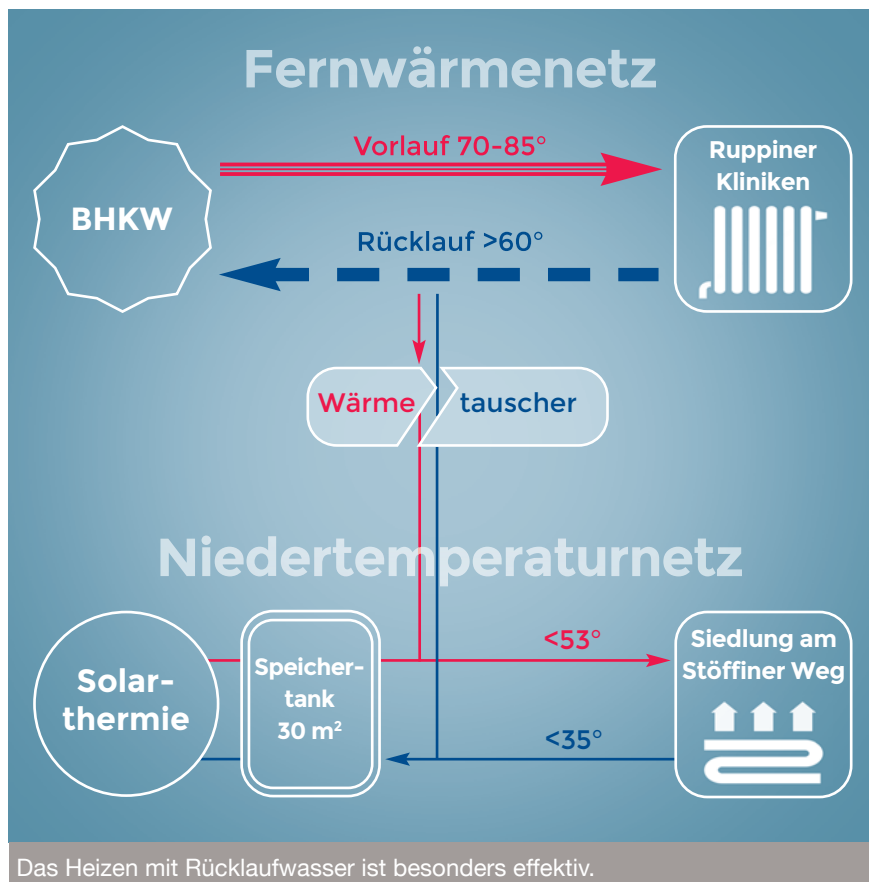 Fernwärmenetz
Vorlauf 70-85°
BHKW
Ruppiner
Kliniken
Rücklauf >60°
Wärme tauscher
Niedertemperaturnetz
Solar-
thermie
Speicher-
tank
30 m²
<53°
<35°
Siedlung am
Stöffiner Weg
Das Heizen mit Rücklaufwasser ist besonders effektiv.